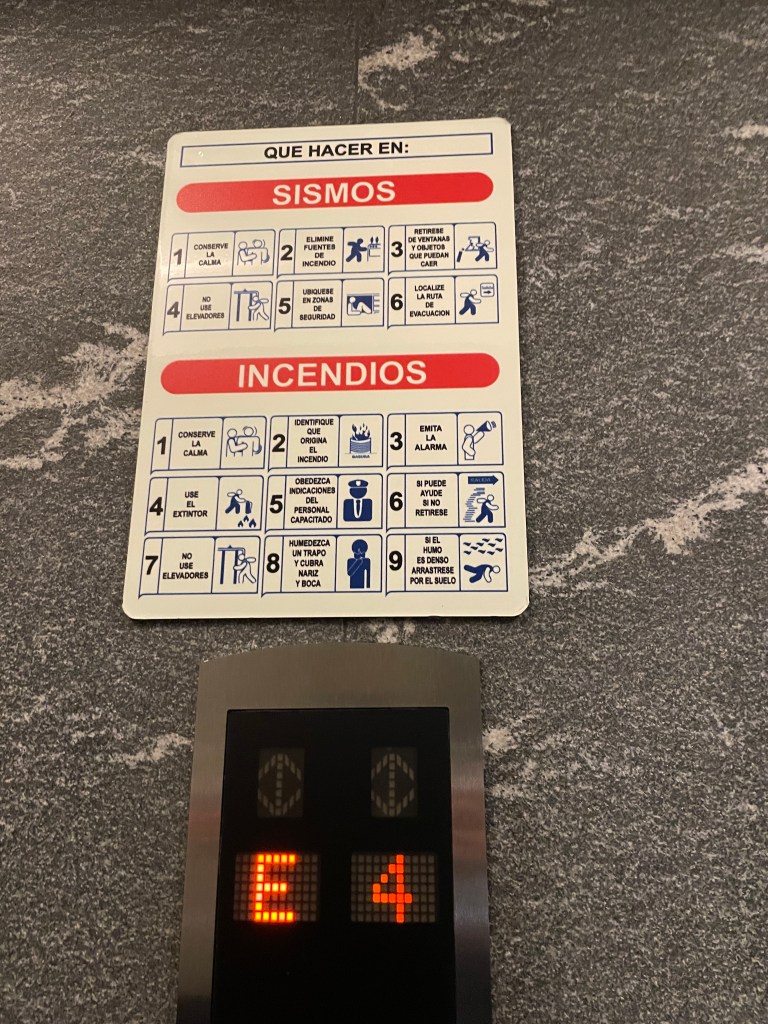 QUE HACER EN:
SISMOS
1 CONSERVE
LA
CALMA
2 ELIMINE
FUENTES
DE
INCENDIO
3 RETIRESE
DE VENTANAS
Y OBJETOS
QUE PUEDAN
CAER
4 NO
USE
ELEVADORES
5 UBIQUESE
EN ZONAS
DE
SEGURIDAD
6 LOCALIZE
LA RUTA
DE
EVACUACION
INCENDIOS
1 CONSERVE
LA
CALMA
2 IDENTIFIQUE
QUE
ORIGINA
EL
INCENDIO
3 EMITA
LA
ALARMA
4 USE
EL
EXTINTOR
5 OBEDEZCA
INDICACIONES
DEL
PERSONAL
CAPACITADO
6 SI PUEDE
AYUDE
SI NO
RETIRESE
7 NO
USE
ELEVADORES
8 HUMEDEZCA
UN TRAPO
Y CUBRA
NARIZ
Y BOCA
9 SI EL
HUMO
ES DENSO
ARRASTRESE
POR EL SUELO
E 4